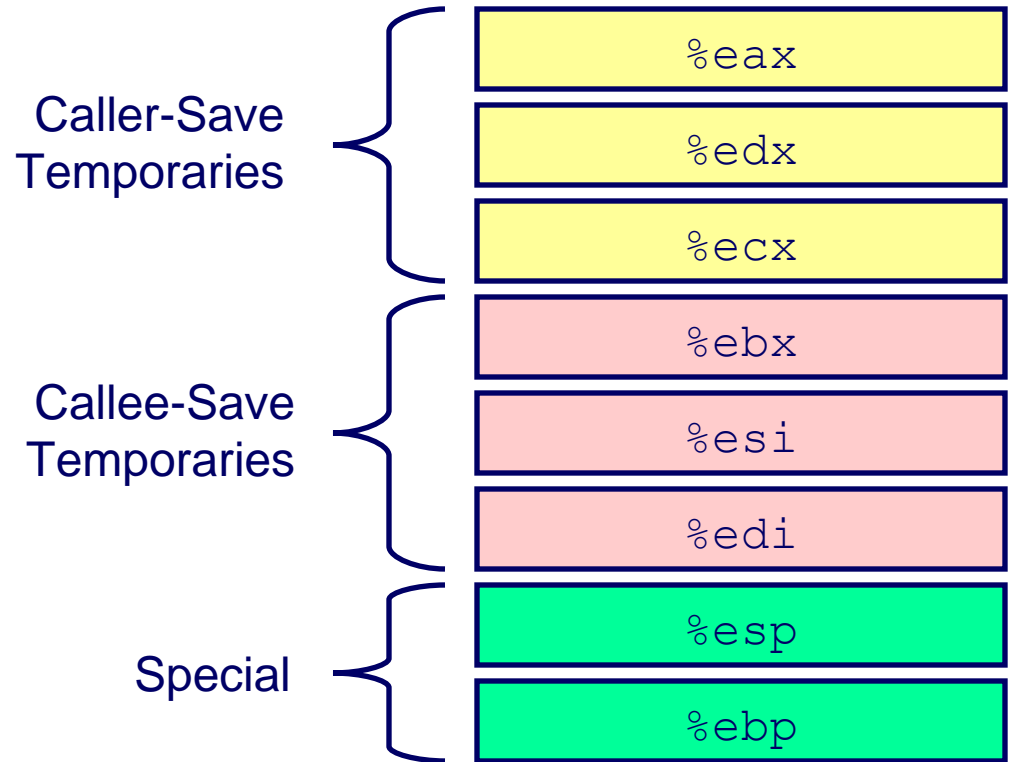 Caller-Save
Temporaries
%eax
%edx
%ecx
Callee-Save
Temporaries
%ebx
%esi
%edi
Special
%esp
%ebp